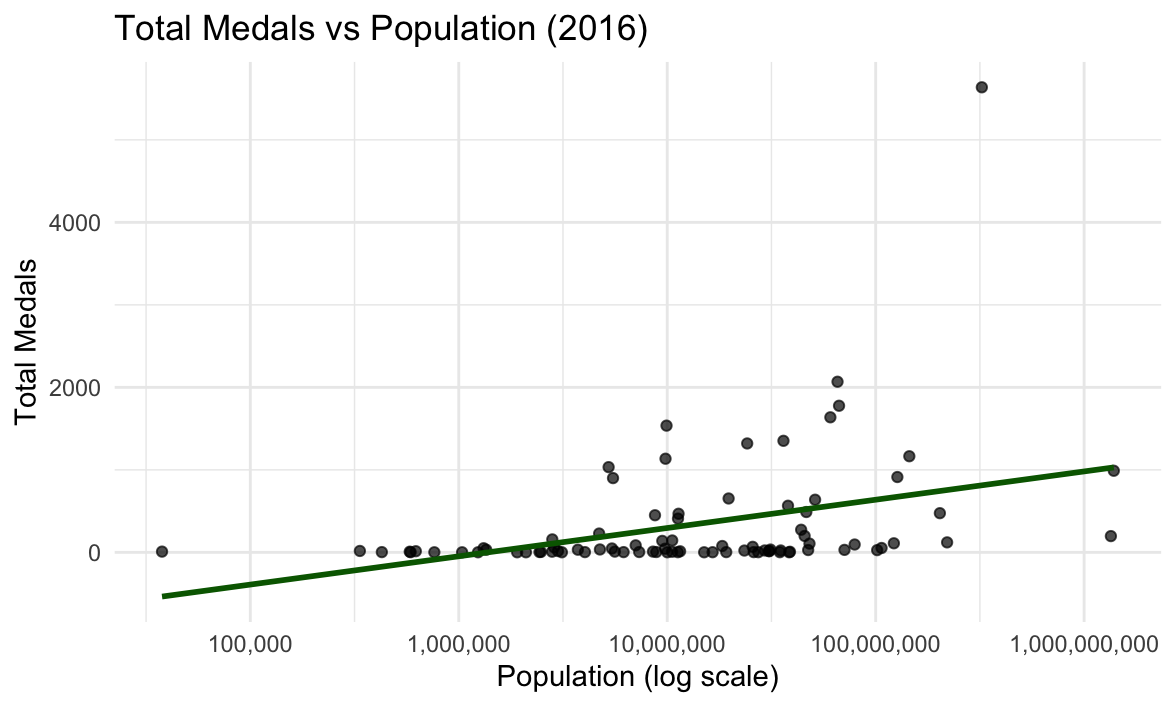 Total Medals vs Population (2016)
Total Medals
4000
2000
0
100,000 1,000,000 10,000,000 100,000,000 1,000,000,000
Population (log scale)